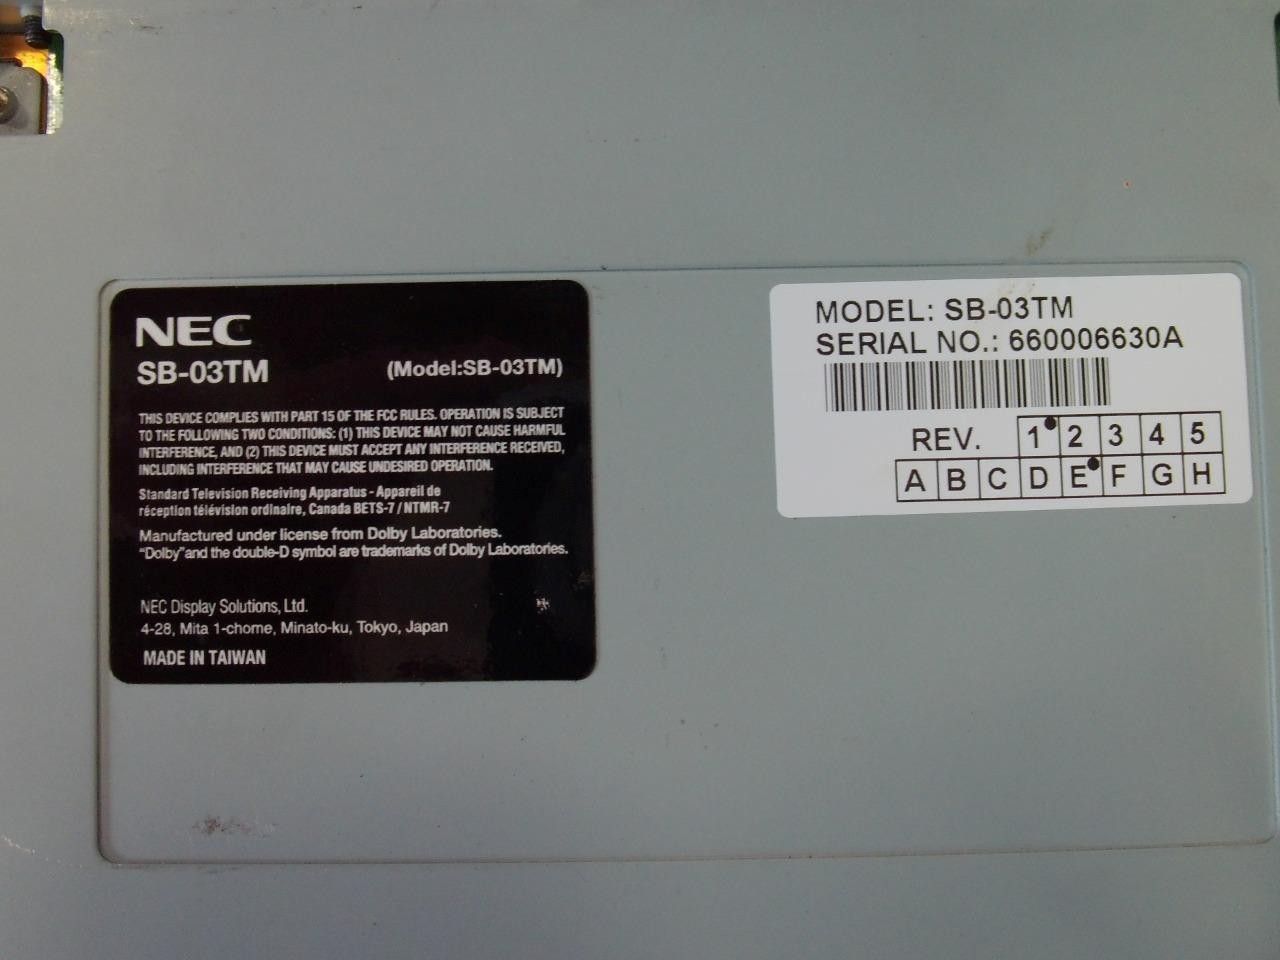 NEC
SB-03TM (Model:SB-03TM)
THIS DEVICE COMPLIES WITH PART 15 OF THE FCC RULES. OPERATION IS SUBJECT
TO THE FOLLOWING TWO CONDITIONS: (1) THIS DEVICE MAY NOT CAUSE HARMFUL
INTERFERENCE, AND (2) THIS DEVICE MUST ACCEPT ANY INTERFERENCE RECEIVED,
INCLUDING INTERFERENCE THAT MAY CAUSE UNDESIRED OPERATION.
Standard Television Receiving Apparatus - Appareil de
réception télévision ordinaire, Canada BETS-7 / NTMR-7
Manufactured under license from Dolby Laboratories.
"Dolby"and the double-D symbol are trademarks of Dolby Laboratories.
NEC Display Solutions, Ltd.
4-28, Mita 1-chome, Minato-ku, Tokyo, Japan
MADE IN TAIWAN
MODEL: SB-03TM
SERIAL NO.: 660006630A
REV. 1 2 3 4 5
A B C D E F G H